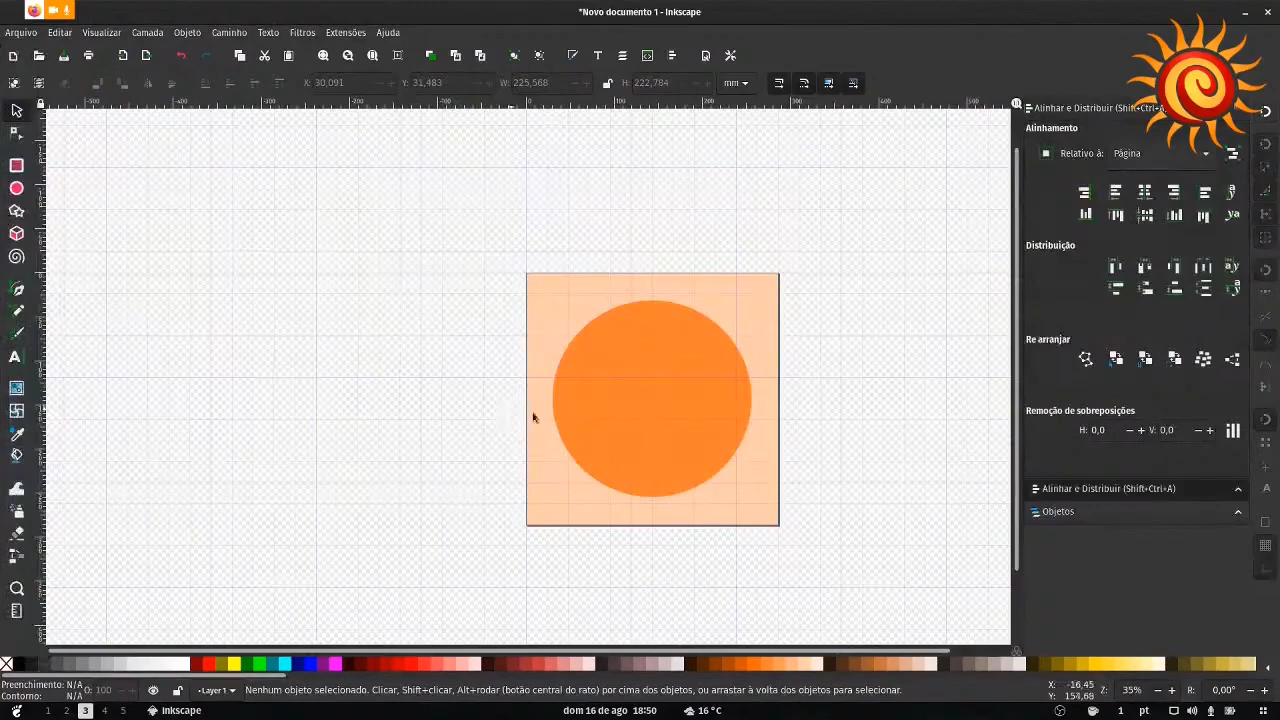 *Novo documento 1 - Inkscape
Arquivo Editar Visualizar Camada Objeto Caminho Texto Filtros Extensões Ajuda
X: 30,091 Y: 31,483 W: 225,568 H: 222,784 mm
Alinhar e Distribuir (Shift+Ctrl+A)
Alinhamento
Relativo à: Página
Distribuição
Re arranjar
Remoção de sobreposições
H: 0,0 V: 0,0
Alinhar e Distribuir (Shift+Ctrl+A)
Objetos
Preenchimento: N/A
Contorno: N/A
O: 100
Layer 1
Nenhum objeto selecionado. Clicar, Shift+clicar, Alt+rodar (botão central do rato) por cima dos objetos, ou arrastar à volta dos objetos para selecionar.
X: -16,45
Y: 154,68
Z: 35%
R: 0,00°
1 2 3 4 5 Inkscape dom 16 de ago 18:50 16 °C 1 pt